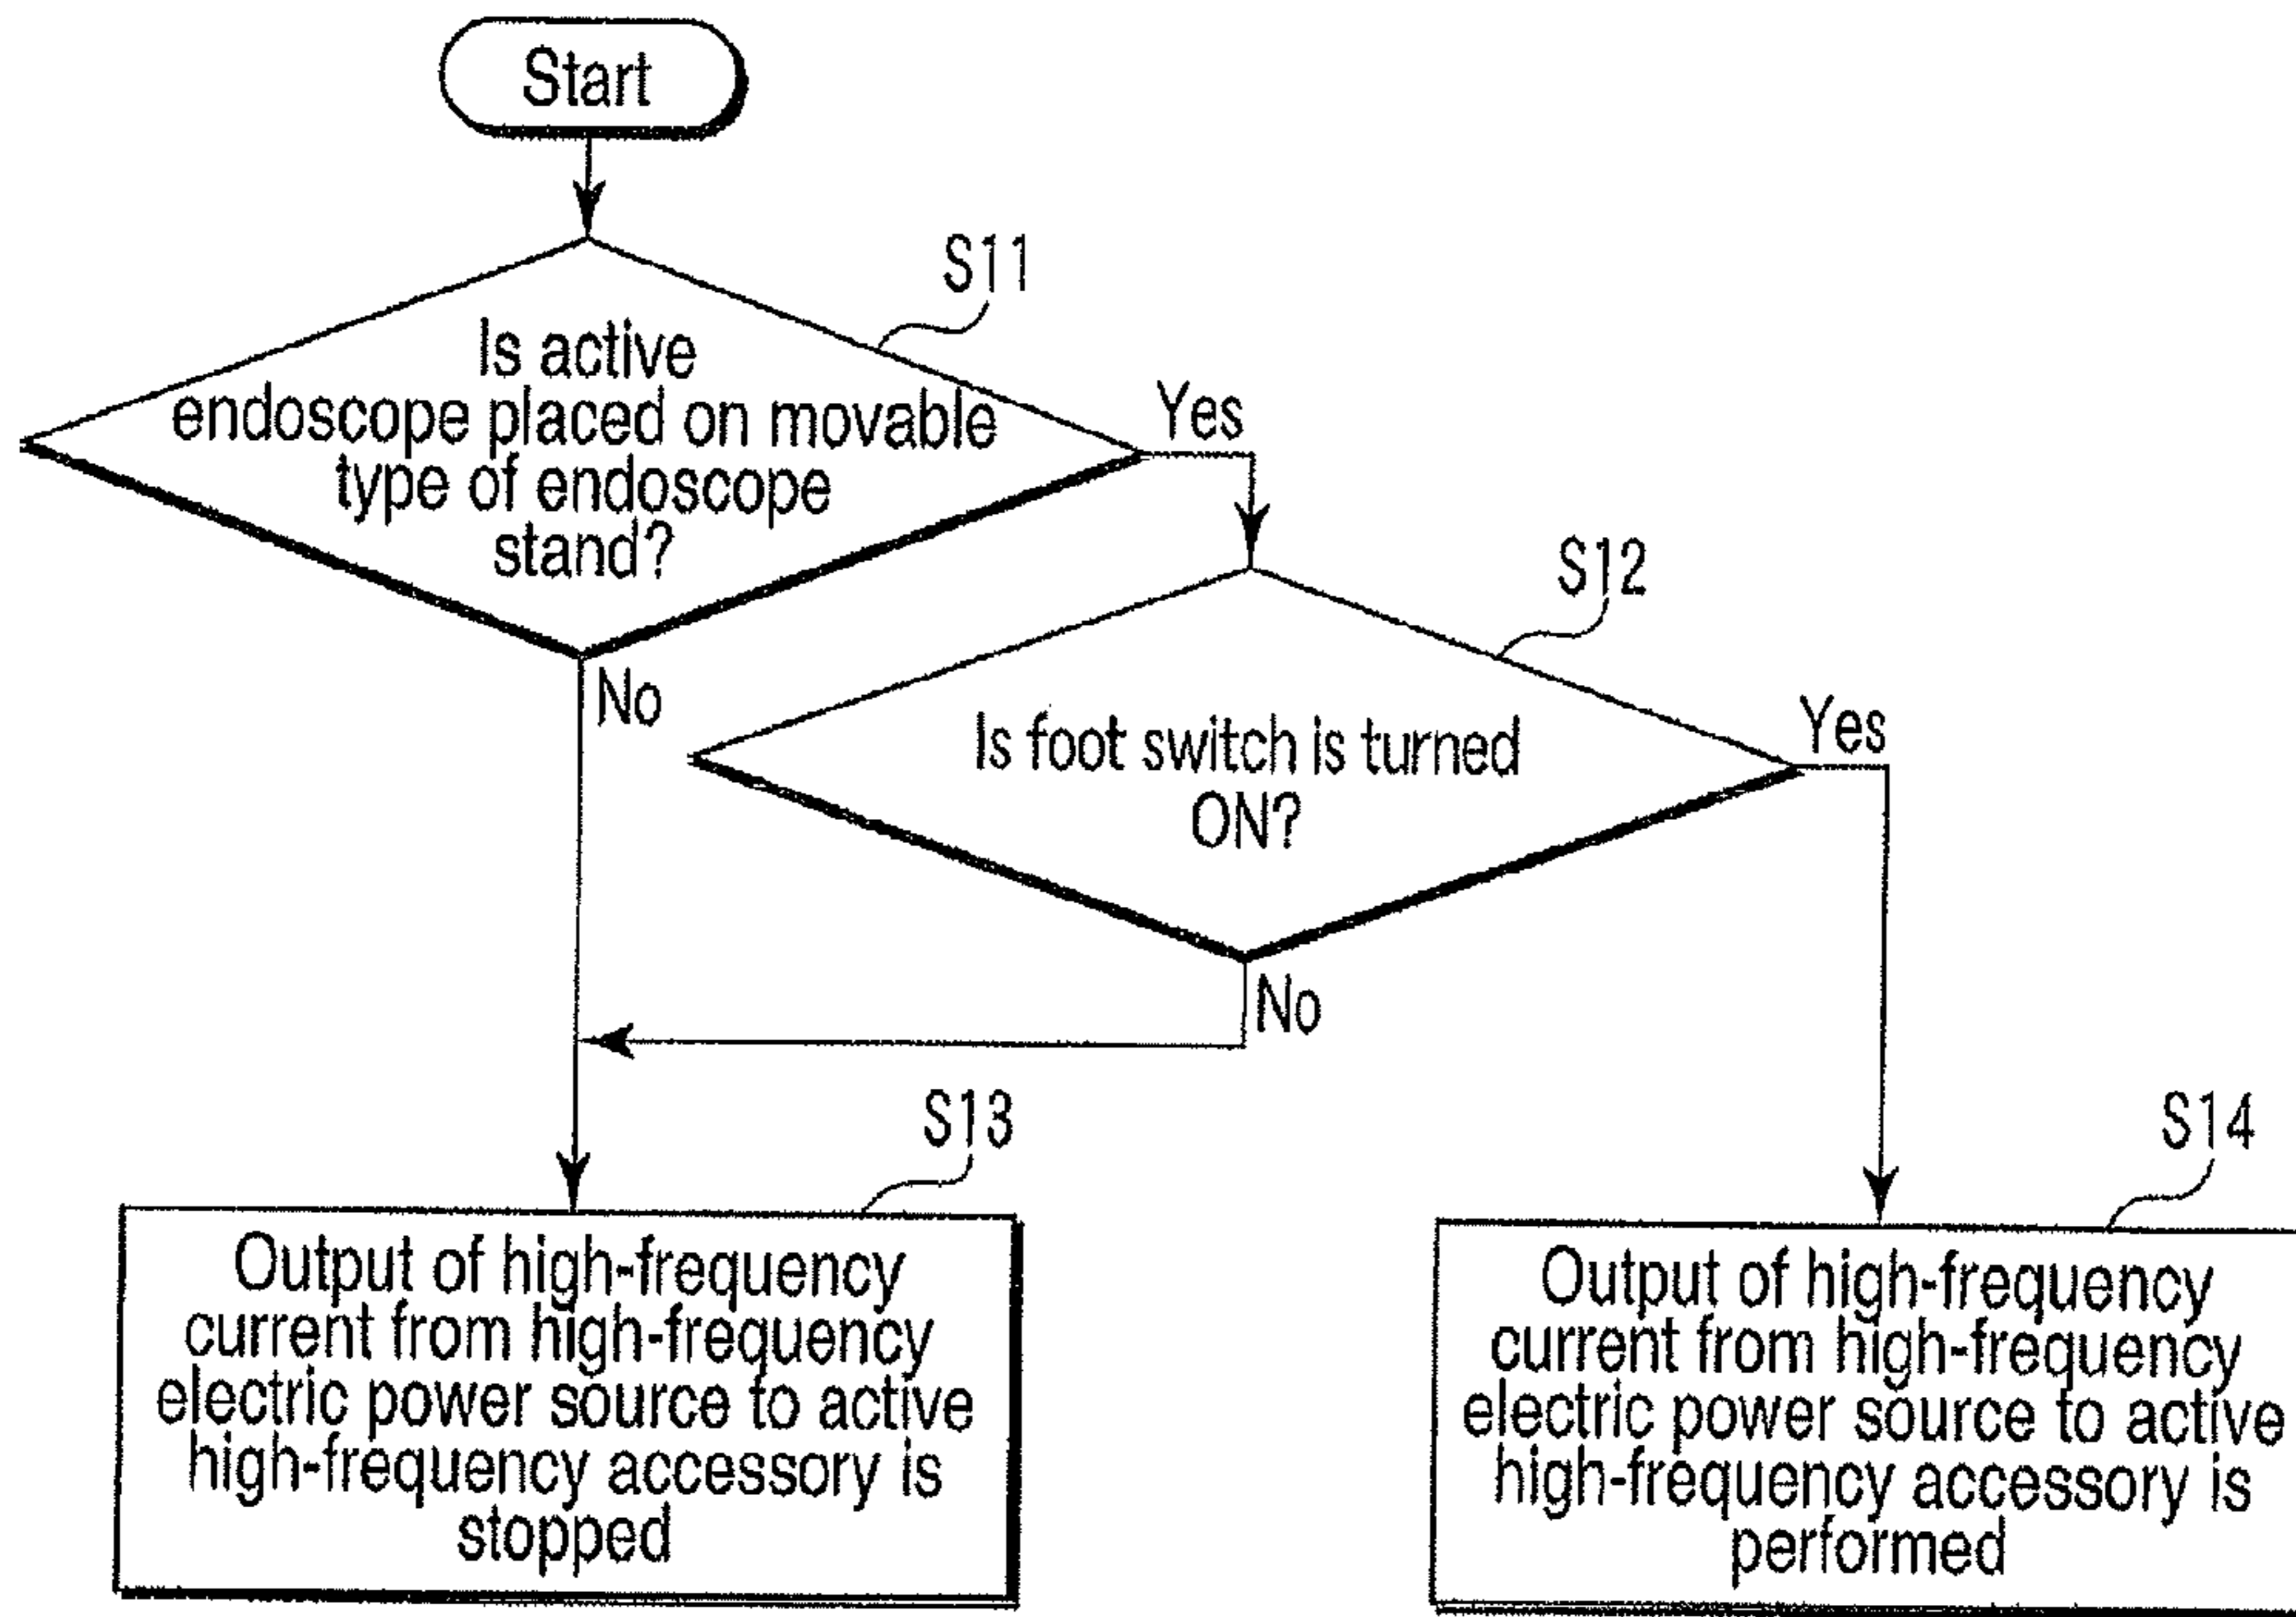 Start
S11
Is active
endoscope placed on movable
type of endoscope
stand?
Yes
No
S12
Is foot switch is turned
ON?
Yes
No
S13
Output of high-frequency
current from high-frequency
electric power source to active
high-frequency accessory is
stopped
S14
Output of high-frequency
current from high-frequency
electric power source to active
high-frequency accessory is
performed